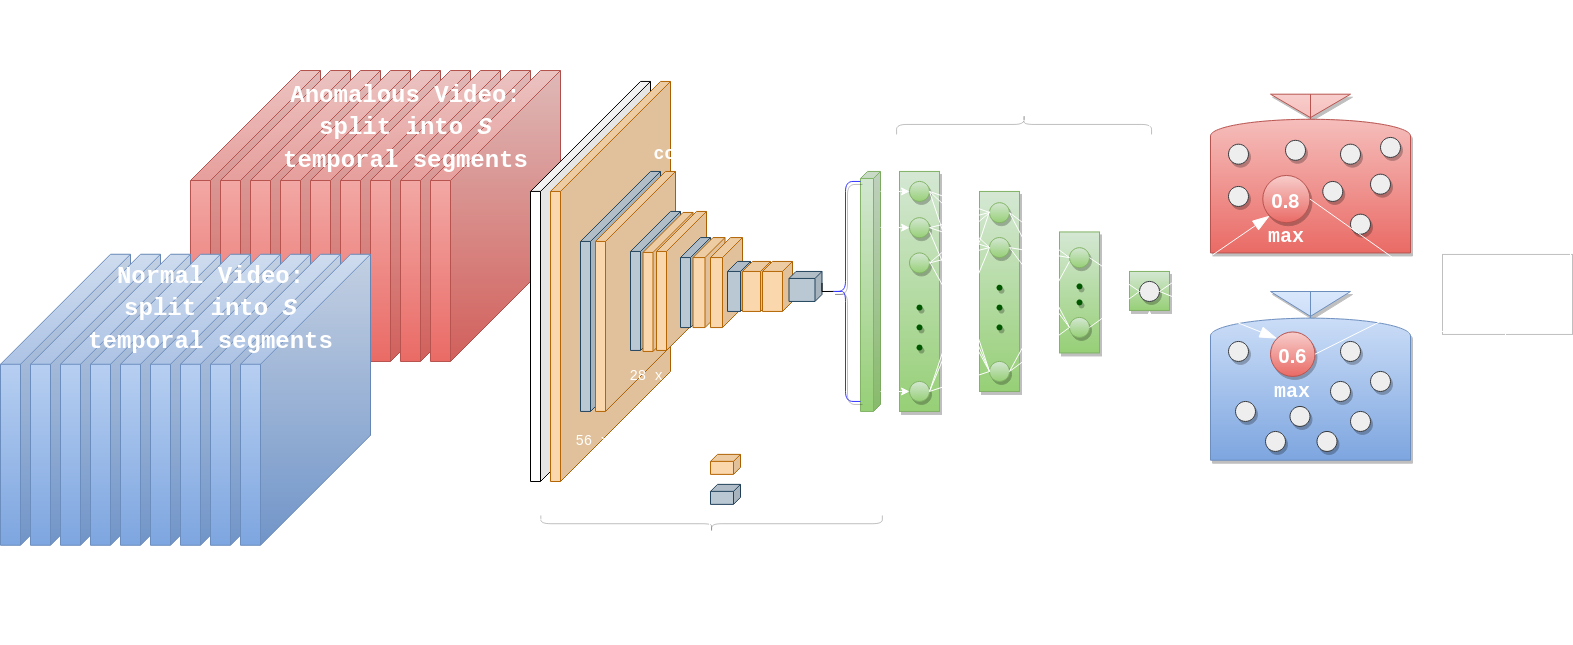 Anomalous Video:
split into S
temporal segments
Normal Video:
split into S
temporal segments
28 x
56
0.8
max
0.6
max